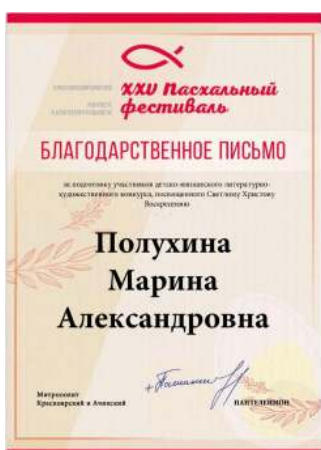 XXV Пасхальный
фестиваль
БЛАГОДАРСТВЕННОЕ ПИСЬМО
за подготовку участников детско-юношеского литературно-
художественного конкурса, посвященного Светлому Христову
Воскресению
Полухина
Марина
Александровна
Митрополит
Красноярский и Ачинский
ПАНТЕЛЕИМОН